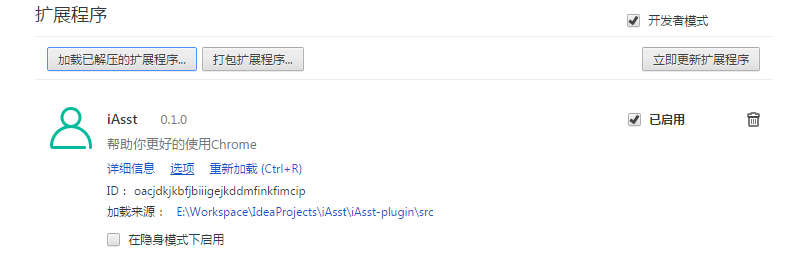 扩展程序
开发者模式
加载已解压的扩展程序... 打包扩展程序... 立即更新扩展程序
iAsst 0.1.0 已启用
帮助你更好的使用Chrome
详细信息 选项 重新加载 (Ctrl+R)
ID： oacjdkjkbfjbiiigejkddmfinkfimcip
加载来源： E:\Workspace\IdeaProjects\iAsst\iAsst-plugin\src
在隐身模式下启用